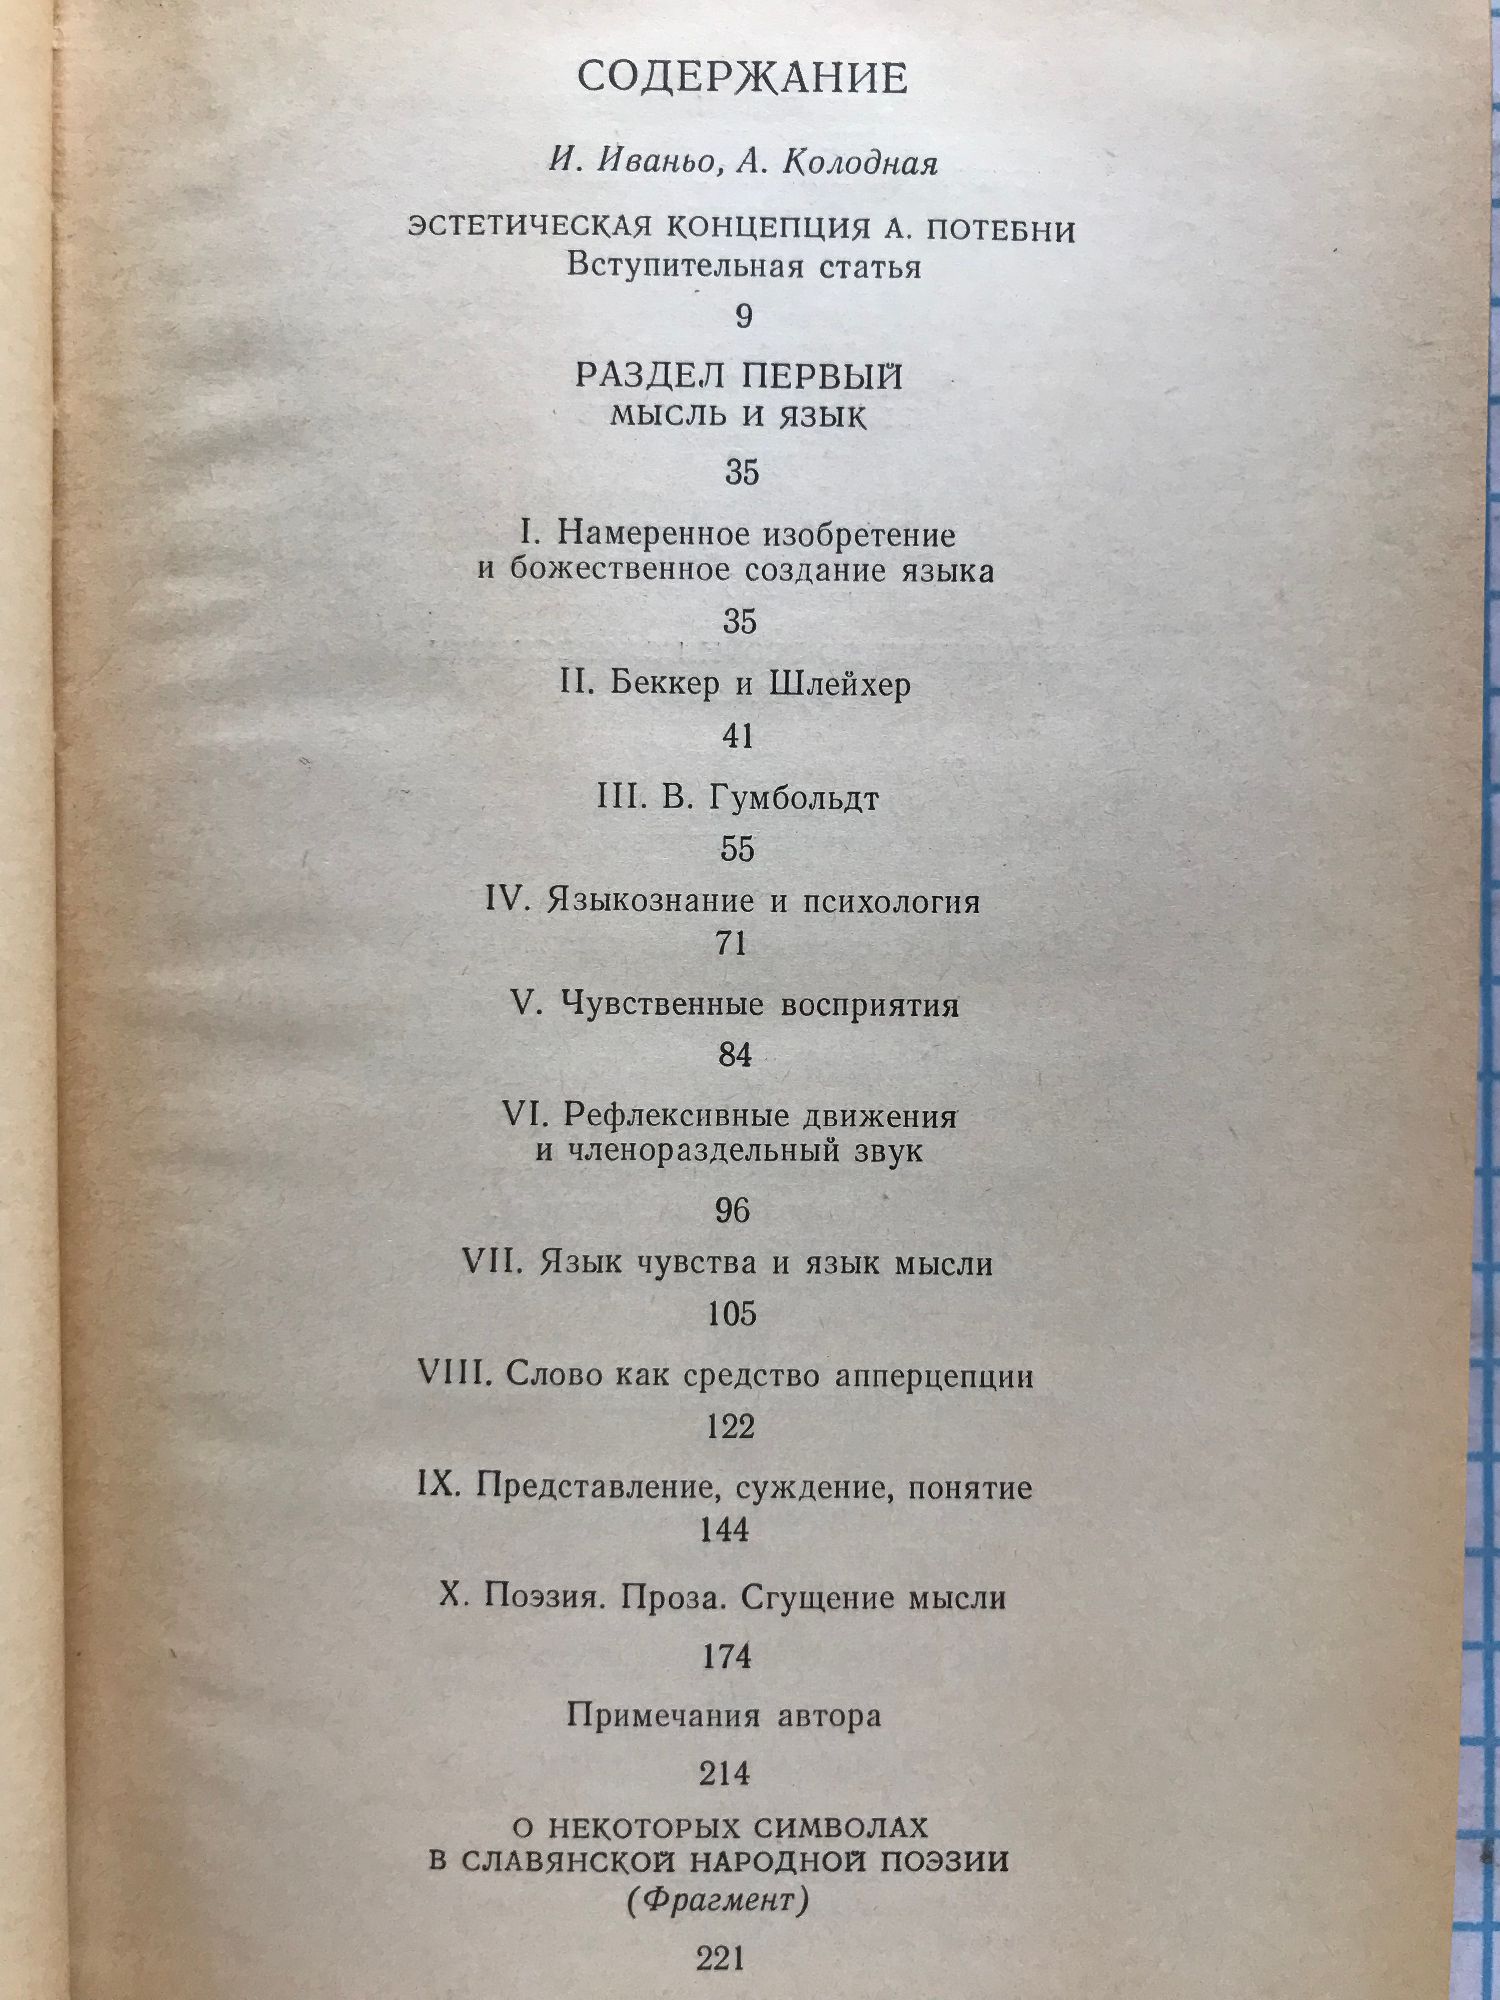 СОДЕРЖАНИЕ
И. Иваньо, А. Колодная
ЭСТЕТИЧЕСКАЯ КОНЦЕПЦИЯ А. ПОТЕБНИ
Вступительная статья
9
РАЗДЕЛ ПЕРВЫЙ
МЫСЛЬ И ЯЗЫК
35
I. Намеренное изобретение
и божественное создание языка
35
II. Беккер и Шлейхер
41
III. В. Гумбольдт
55
IV. Языкознание и психология
71
V. Чувственные восприятия
84
VI. Рефлексивные движения
и членораздельный звук
96
VII. Язык чувства и язык мысли
105
VIII. Слово как средство апперцепции
122
IX. Представление, суждение, понятие
144
X. Поэзия. Проза. Сгущение мысли
174
Примечания автора
214
О НЕКОТОРЫХ СИМВОЛАХ
В СЛАВЯНСКОЙ НАРОДНОЙ ПОЭЗИИ
(Фрагмент)
221